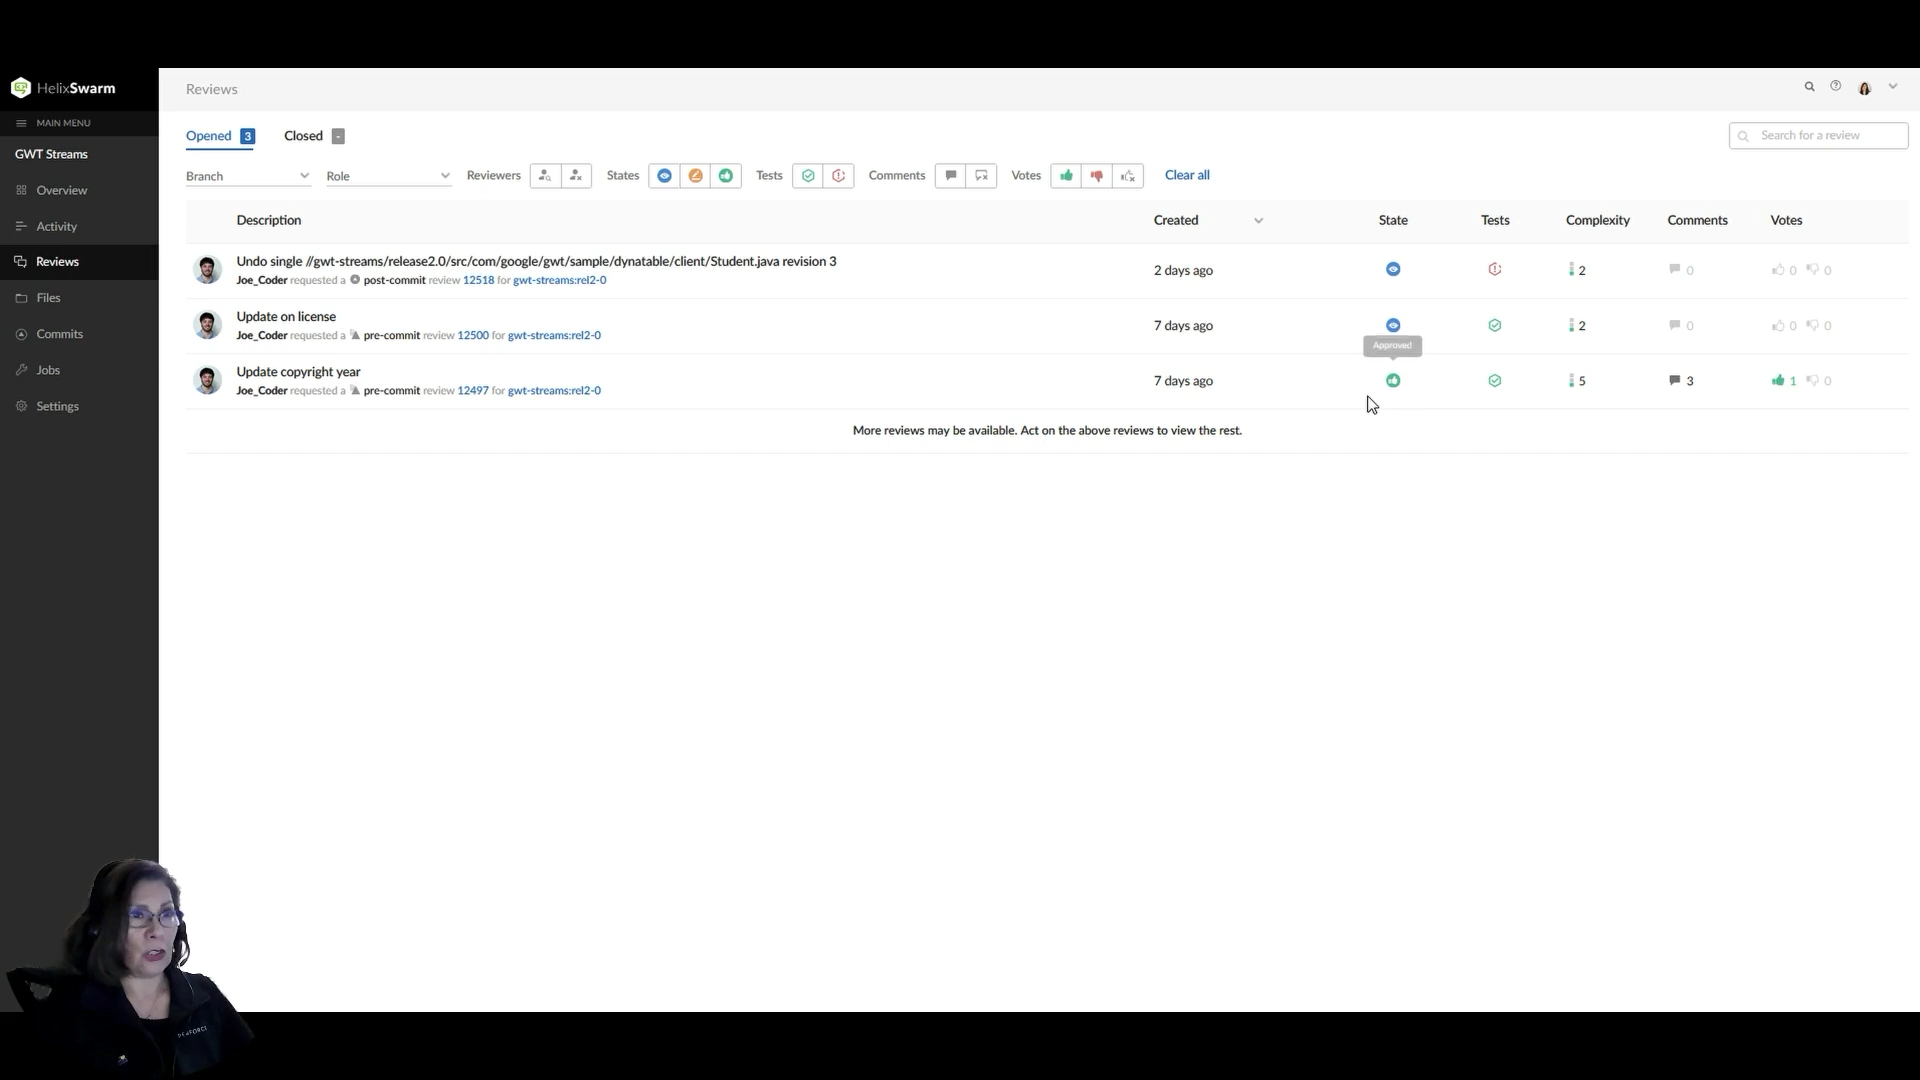 HelixSwarm
Reviews
MAIN MENU
Opened 3 Closed -
Search for a review
GWT Streams
Branch Role Reviewers States Tests Comments Votes Clear all
Overview
Activity
Reviews
Files
Commits
Jobs
Settings
Description Created State Tests Complexity Comments Votes
Undo single //gwt-streams/release2.0/src/com/google/gwt/sample/dynatable/client/Student.java revision 3
Joe_Coder requested a post-commit review 12518 for gwt-streams:rel2-0
2 days ago 2 0 0 0
Update on license
Joe_Coder requested a pre-commit review 12500 for gwt-streams:rel2-0
7 days ago 2 0 0 0
Approved
Update copyright year
Joe_Coder requested a pre-commit review 12497 for gwt-streams:rel2-0
7 days ago 5 3 1 0
More reviews may be available. Act on the above reviews to view the rest.
PERFORCE